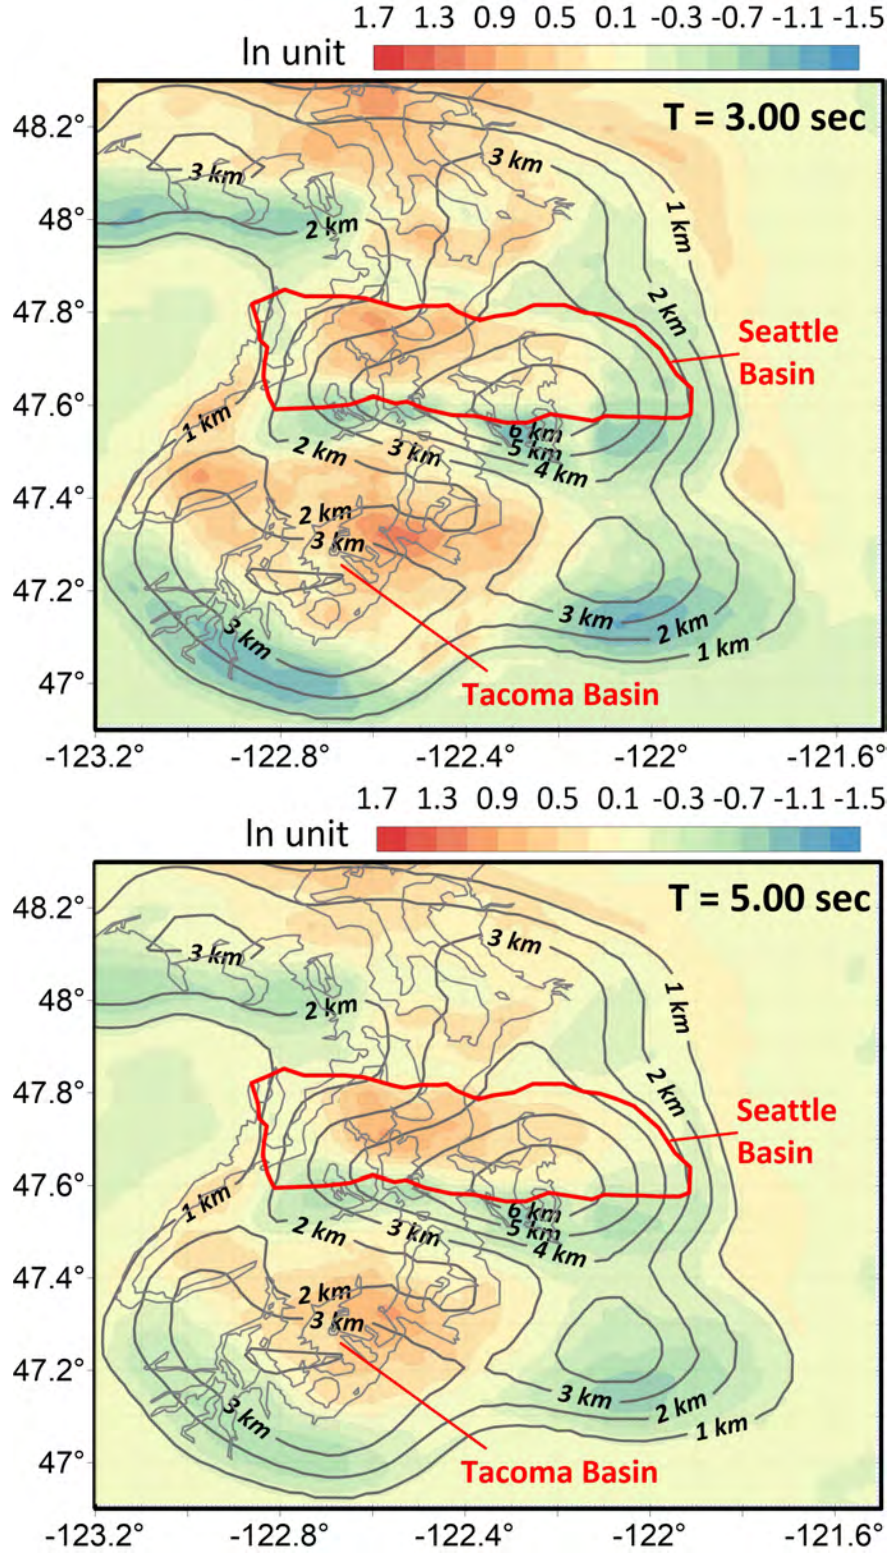 1.7 1.3 0.9 0.5 0.1 -0.3 -0.7 -1.1 -1.5
ln unit
T = 3.00 sec
48.2°
3 km
3 km
1 km
48°
2 km
47.8°
2 km
Seattle
Basin
47.6°
1 km
6 km
2 km
3 km
5 km
4 km
47.4°
2 km
3 km
47.2°
3 km
3 km
2 km
1 km
47°
Tacoma Basin
-123.2° -122.8° -122.4° -122° -121.6°
1.7 1.3 0.9 0.5 0.1 -0.3 -0.7 -1.1 -1.5
ln unit
T = 5.00 sec
48.2°
3 km
3 km
1 km
48°
2 km
47.8°
2 km
Seattle
Basin
47.6°
1 km
6 km
2 km
3 km
5 km
4 km
47.4°
2 km
3 km
47.2°
3 km
3 km
2 km
1 km
47°
Tacoma Basin
-123.2° -122.8° -122.4° -122° -121.6°